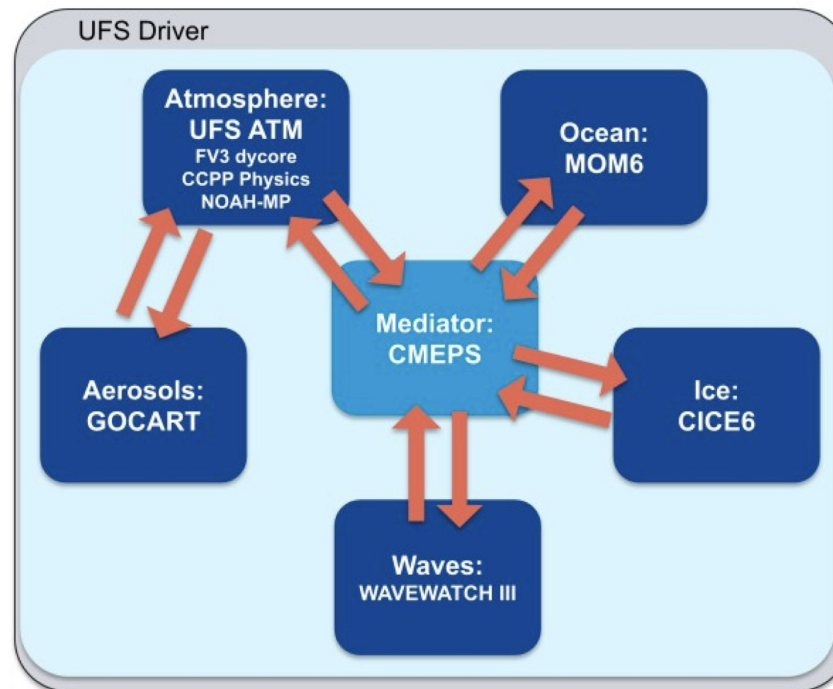 UFS Driver
Atmosphere:
UFS ATM
FV3 dycore
CCPP Physics
NOAH-MP
Ocean:
MOM6
Mediator:
CMEPS
Aerosols:
GOCART
Ice:
CICE6
Waves:
WAVEWATCH III